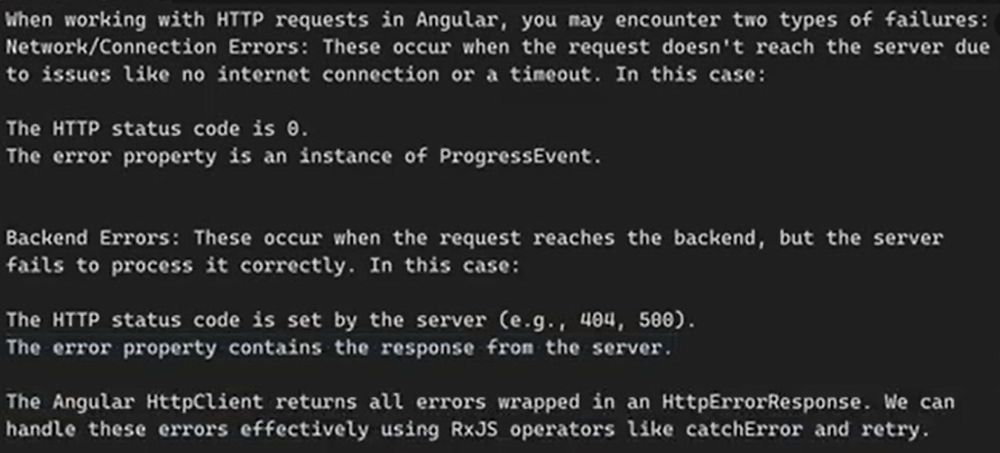 When working with HTTP requests in Angular, you may encounter two types of failures:
Network/Connection Errors: These occur when the request doesn't reach the server due
to issues like no internet connection or a timeout. In this case:
The HTTP status code is 0.
The error property is an instance of ProgressEvent.
Backend Errors: These occur when the request reaches the backend, but the server
fails to process it correctly. In this case:
The HTTP status code is set by the server (e.g., 404, 500).
The error property contains the response from the server.
The Angular HttpClient returns all errors wrapped in an HttpErrorResponse. We can
handle these errors effectively using RxJS operators like catchError and retry.